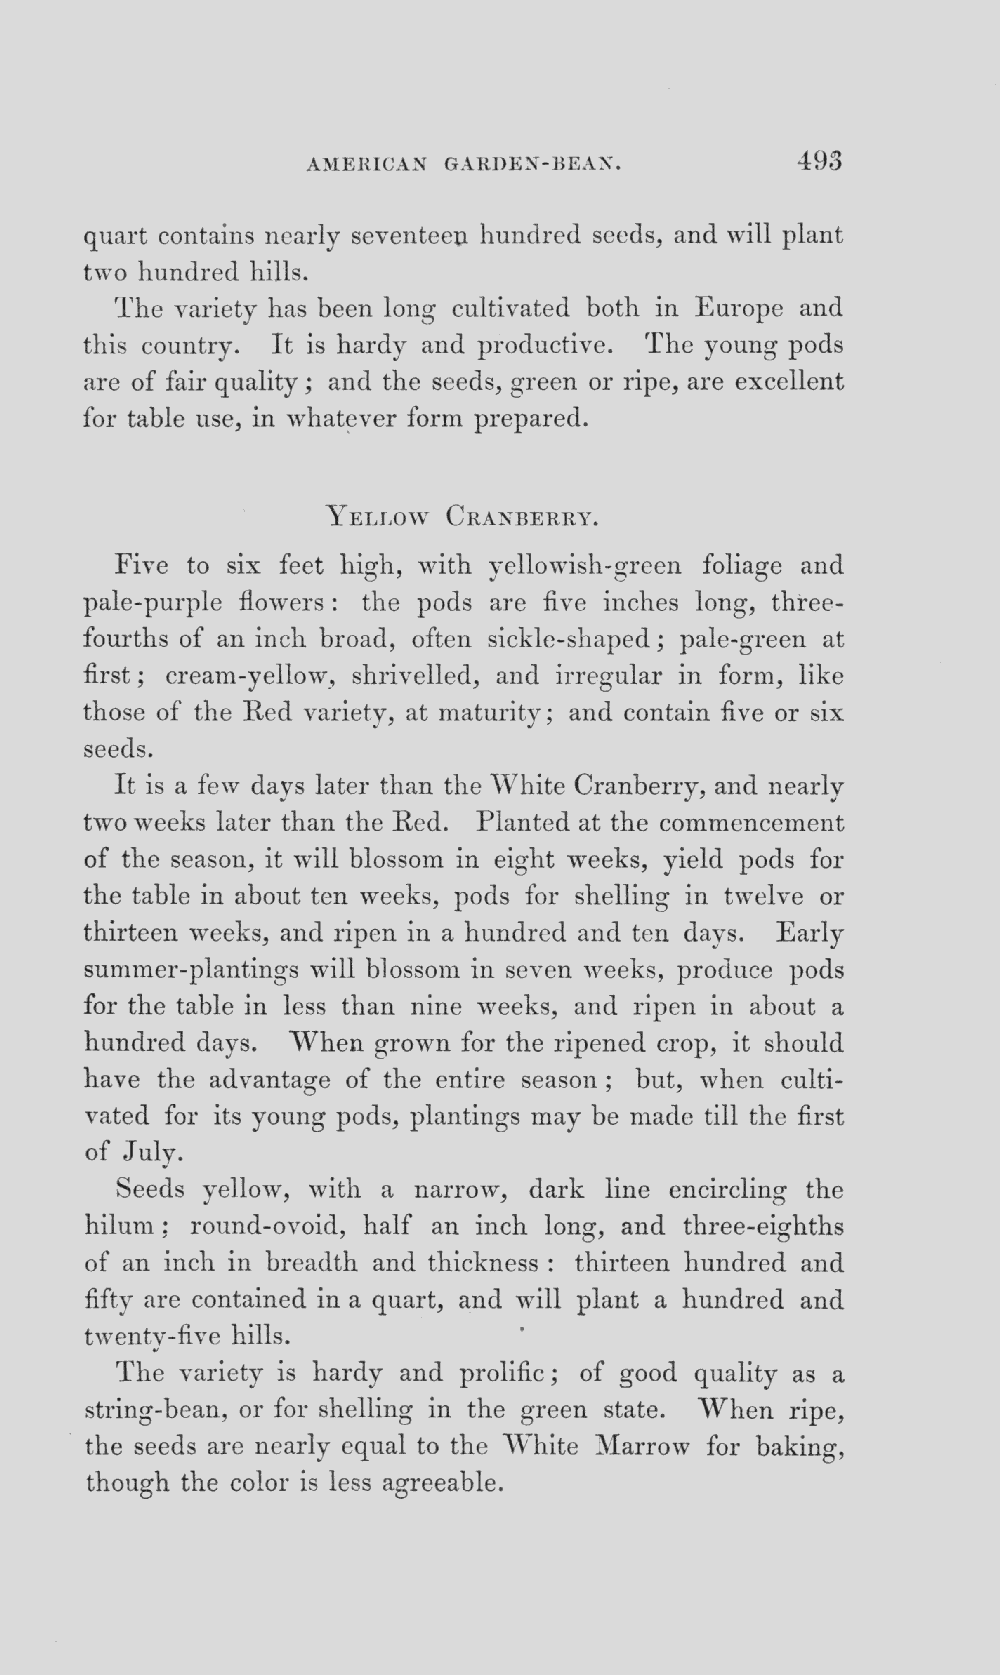 AMERICAN GARDEN-BEAN. 493
quart contains nearly seventeen hundred seeds, and will plant
two hundred hills.
The variety has been long cultivated both in Europe and
this country. It is hardy and productive. The young pods
are of fair quality; and the seeds, green or ripe, are excellent
for table use, in whatever form prepared.
YELLOW CRANBERRY.
Five to six feet high, with yellowish-green foliage and
pale-purple flowers: the pods are five inches long, three-
fourths of an inch broad, often sickle-shaped; pale-green at
first; cream-yellow, shrivelled, and irregular in form, like
those of the Red variety, at maturity; and contain five or six
seeds.
It is a few days later than the White Cranberry, and nearly
two weeks later than the Red. Planted at the commencement
of the season, it will blossom in eight weeks, yield pods for
the table in about ten weeks, pods for shelling in twelve or
thirteen weeks, and ripen in a hundred and ten days. Early
summer-plantings will blossom in seven weeks, produce pods
for the table in less than nine weeks, and ripen in about a
hundred days. When grown for the ripened crop, it should
have the advantage of the entire season; but, when culti-
vated for its young pods, plantings may be made till the first
of July.
Seeds yellow, with a narrow, dark line encircling the
hilum; round-ovoid, half an inch long, and three-eighths
of an inch in breadth and thickness: thirteen hundred and
fifty are contained in a quart, and will plant a hundred and
twenty-five hills.
The variety is hardy and prolific; of good quality as a
string-bean, or for shelling in the green state. When ripe,
the seeds are nearly equal to the White Marrow for baking,
though the color is less agreeable.